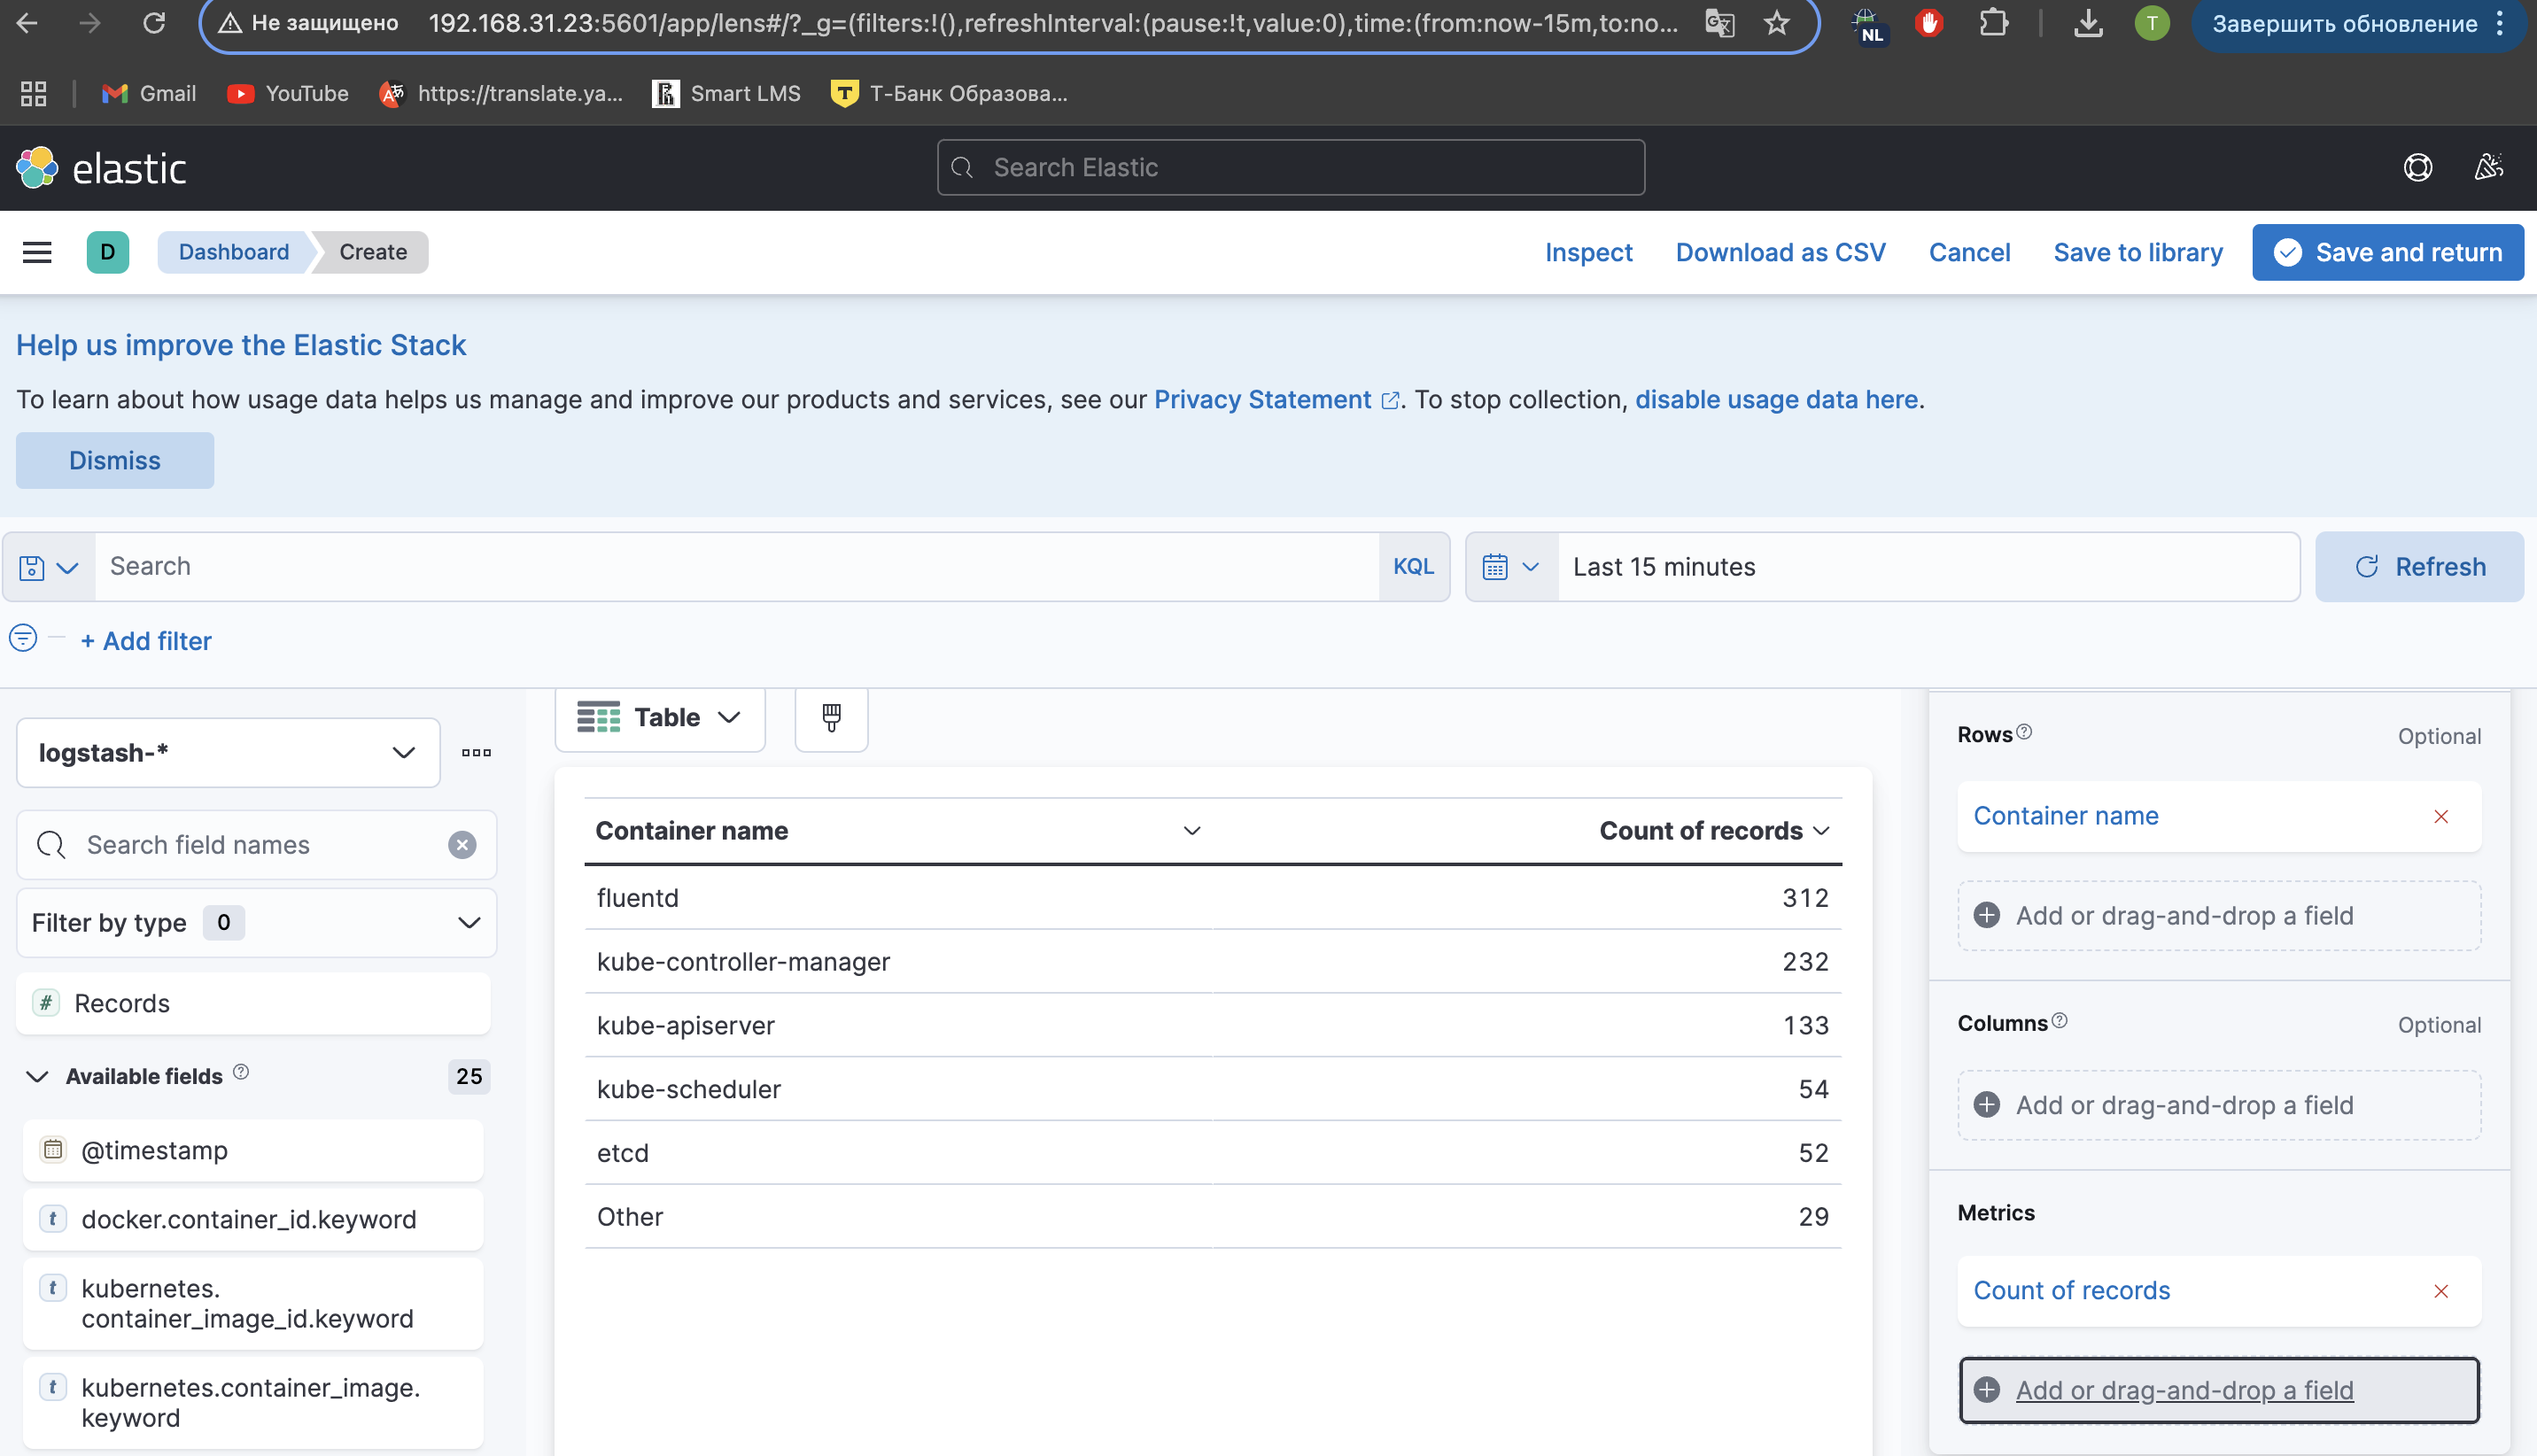 Не защищено
192.168.31.23:5601/app/lens#/?_g=(filters:!(),refreshInterval:(pause:!t,value:0),time:(from:now-15m,to:no...
NL
T
Завершить обновление
Gmail
YouTube
https://translate.ya...
Smart LMS
Т-Банк Образова...
elastic
Search Elastic
D
Dashboard
Create
Inspect
Download as CSV
Cancel
Save to library
Save and return
Help us improve the Elastic Stack
To learn about how usage data helps us manage and improve our products and services, see our Privacy Statement. To stop collection, disable usage data here.
Dismiss
Search
KQL
Last 15 minutes
Refresh
+ Add filter
logstash-*
Search field names
Filter by type 0
# Records
Available fields 25
@timestamp
t docker.container_id.keyword
t kubernetes.
container_image_id.keyword
t kubernetes.container_image.
keyword
Table
Container name Count of records
fluentd 312
kube-controller-manager 232
kube-apiserver 133
kube-scheduler 54
etcd 52
Other 29
Rows Optional
Container name
Add or drag-and-drop a field
Columns Optional
Add or drag-and-drop a field
Metrics
Count of records
Add or drag-and-drop a field